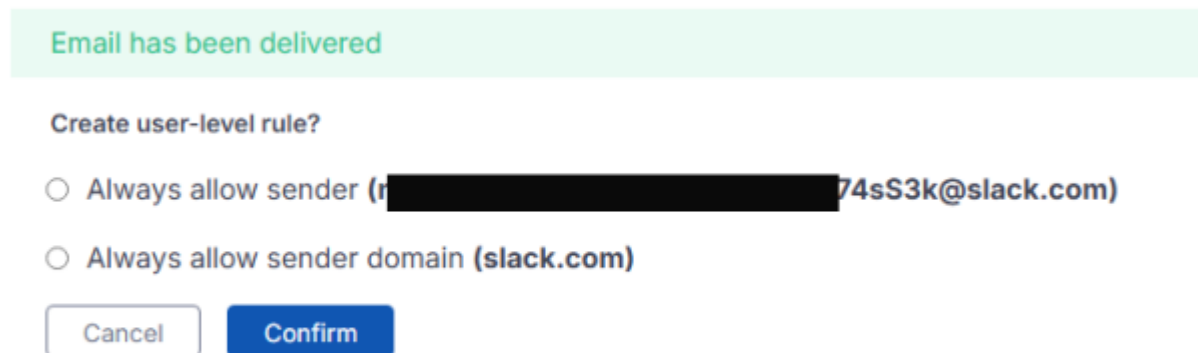 Email has been delivered
Create user-level rule?
Always allow sender (r 74sS3k@slack.com)
Always allow sender domain (slack.com)
Cancel Confirm